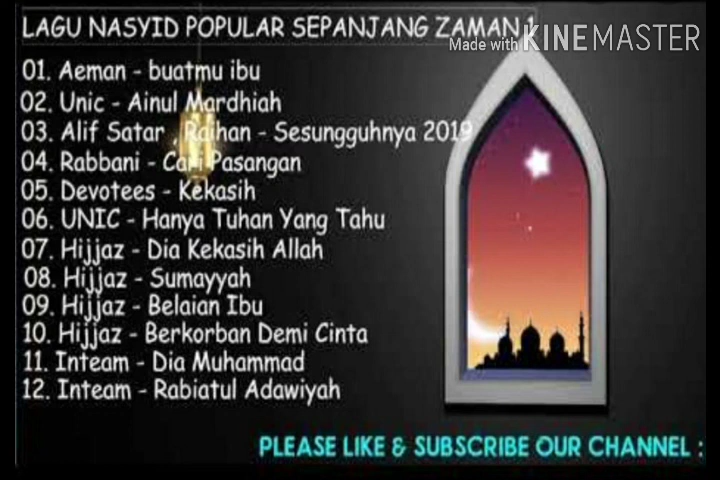 LAGU NASYID POPULAR SEPANJANG ZAMAN 1
Made with KINEMASTER
01. Aeman - buatmu ibu
02. Unic - Ainul Mardhiah
03. Alif Satar , Raihan - Sesungguhnya 2019
04. Rabbani - Cari Pasangan
05. Devotees - Kekasih
06. UNIC - Hanya Tuhan Yang Tahu
07. Hijjaz - Dia Kekasih Allah
08. Hijjaz - Sumayyah
09. Hijjaz - Belaian Ibu
10. Hijjaz - Berkorban Demi Cinta
11. Inteam - Dia Muhammad
12. Inteam - Rabiatul Adawiyah
PLEASE LIKE & SUBSCRIBE OUR CHANNEL :